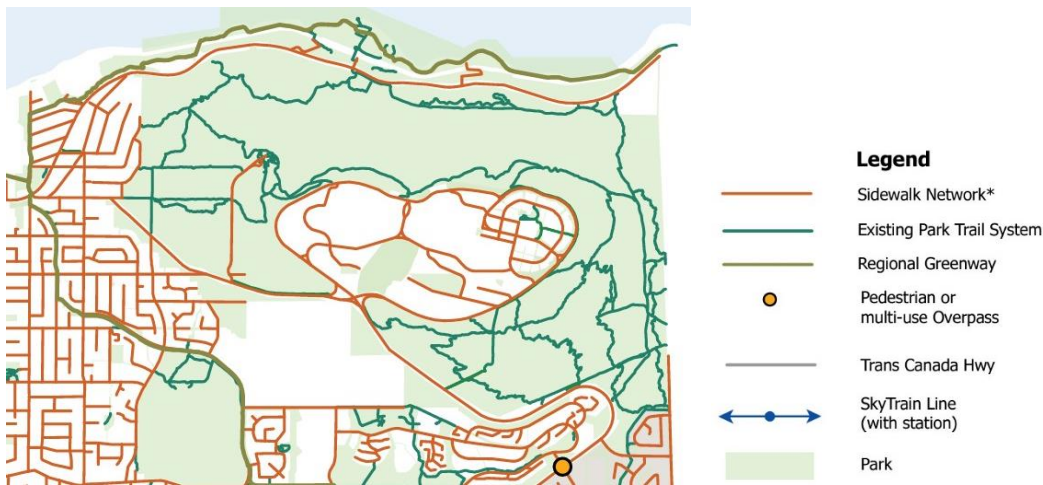 Legend
Sidewalk Network*
Existing Park Trail System
Regional Greenway
Pedestrian or
multi-use Overpass
Trans Canada Hwy
SkyTrain Line
(with station)
Park